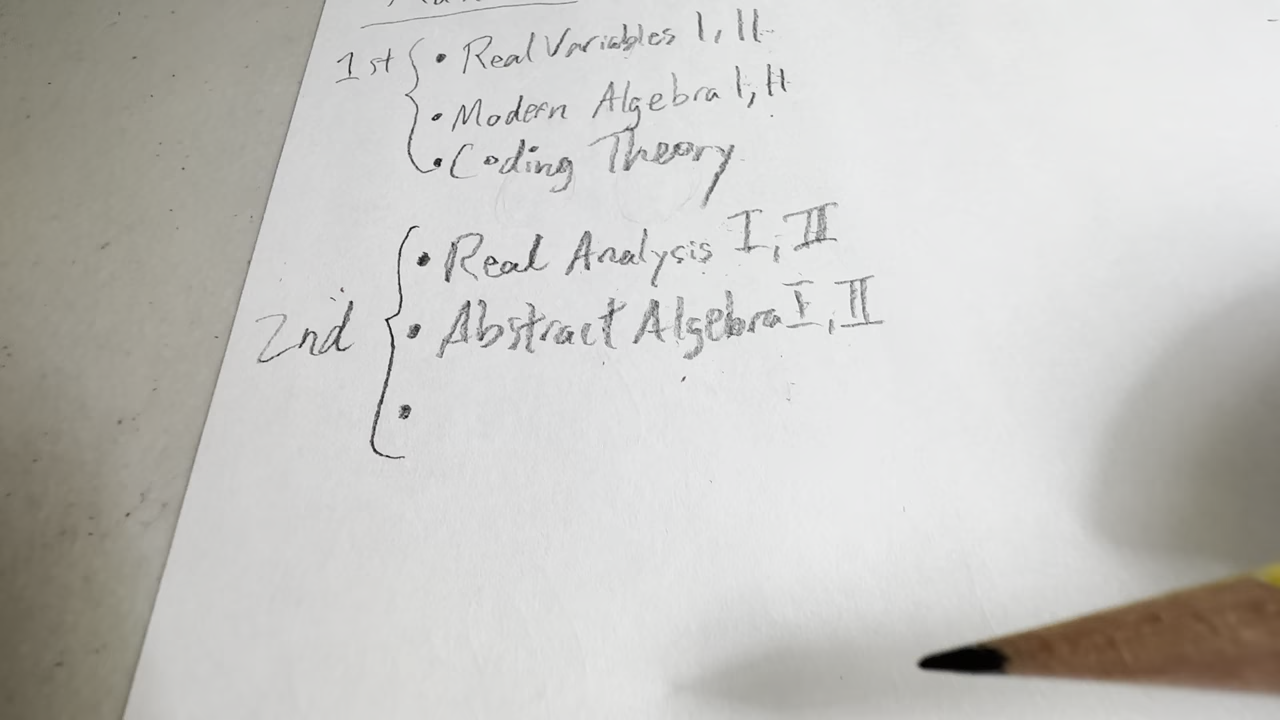 1st { • Real Variables I, II
• Modern Algebra I, II
• Coding Theory
2nd { • Real Analysis I, II
• Abstract Algebra I, II
•